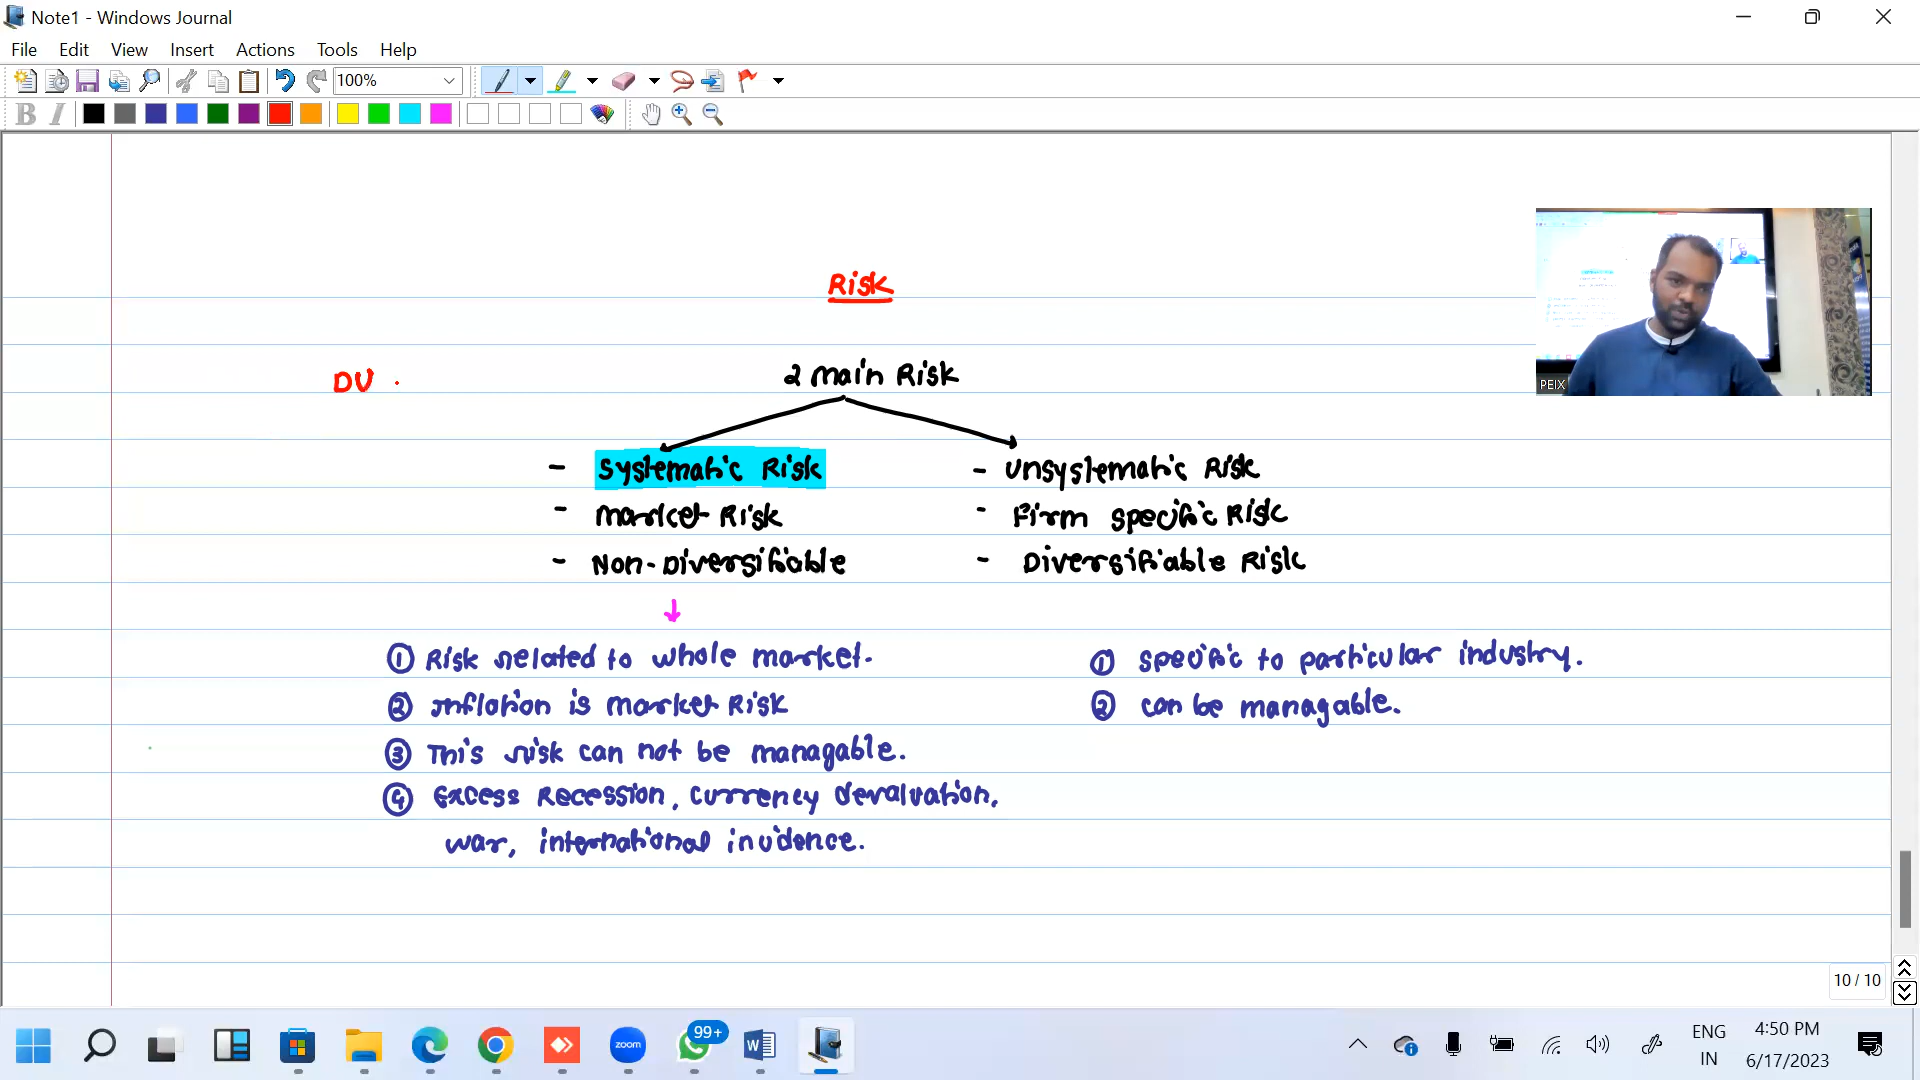 Note1 - Windows Journal
File Edit View Insert Actions Tools Help
100%
B I
Risk
PEIX
DU .
2 main Risk
- Systematic Risk
- Unsystematic Risk
- Market Risk
- Firm specific Risk
- Non-Diversifiable
- Diversifiable Risk
① Risk related to whole market.
② Inflation is market Risk
③ This risk can not be managable.
④ Excess Recession, currency devaluation,
war, international incidence.
① specific to particular industry.
② can be managable.
10 / 10
99+
zoom
ENG
IN
4:50 PM
6/17/2023